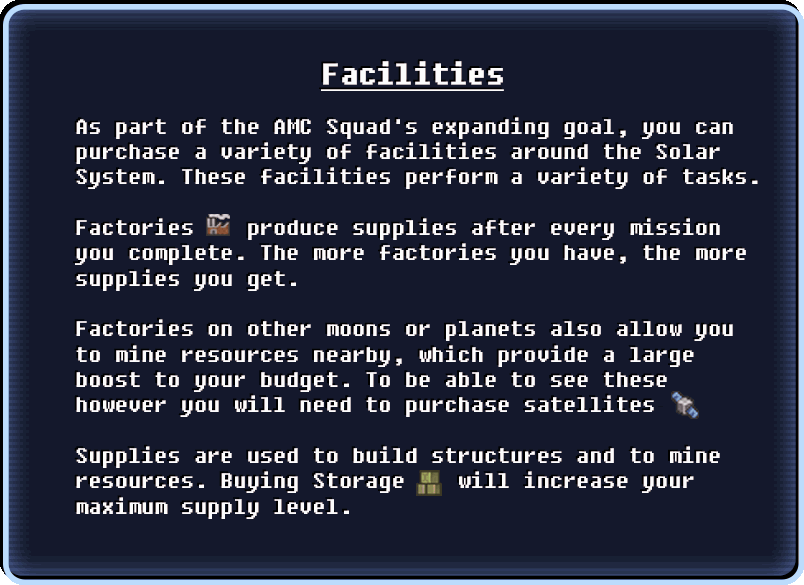 Facilities
As part of the AMC Squad's expanding goal, you can
purchase a variety of facilities around the Solar
System. These facilities perform a variety of tasks.
Factories produce supplies after every mission
you complete. The more factories you have, the more
supplies you get.
Factories on other moons or planets also allow you
to mine resources nearby, which provide a large
boost to your budget. To be able to see these
however you will need to purchase satellites
Supplies are used to build structures and to mine
resources. Buying Storage will increase your
maximum supply level.